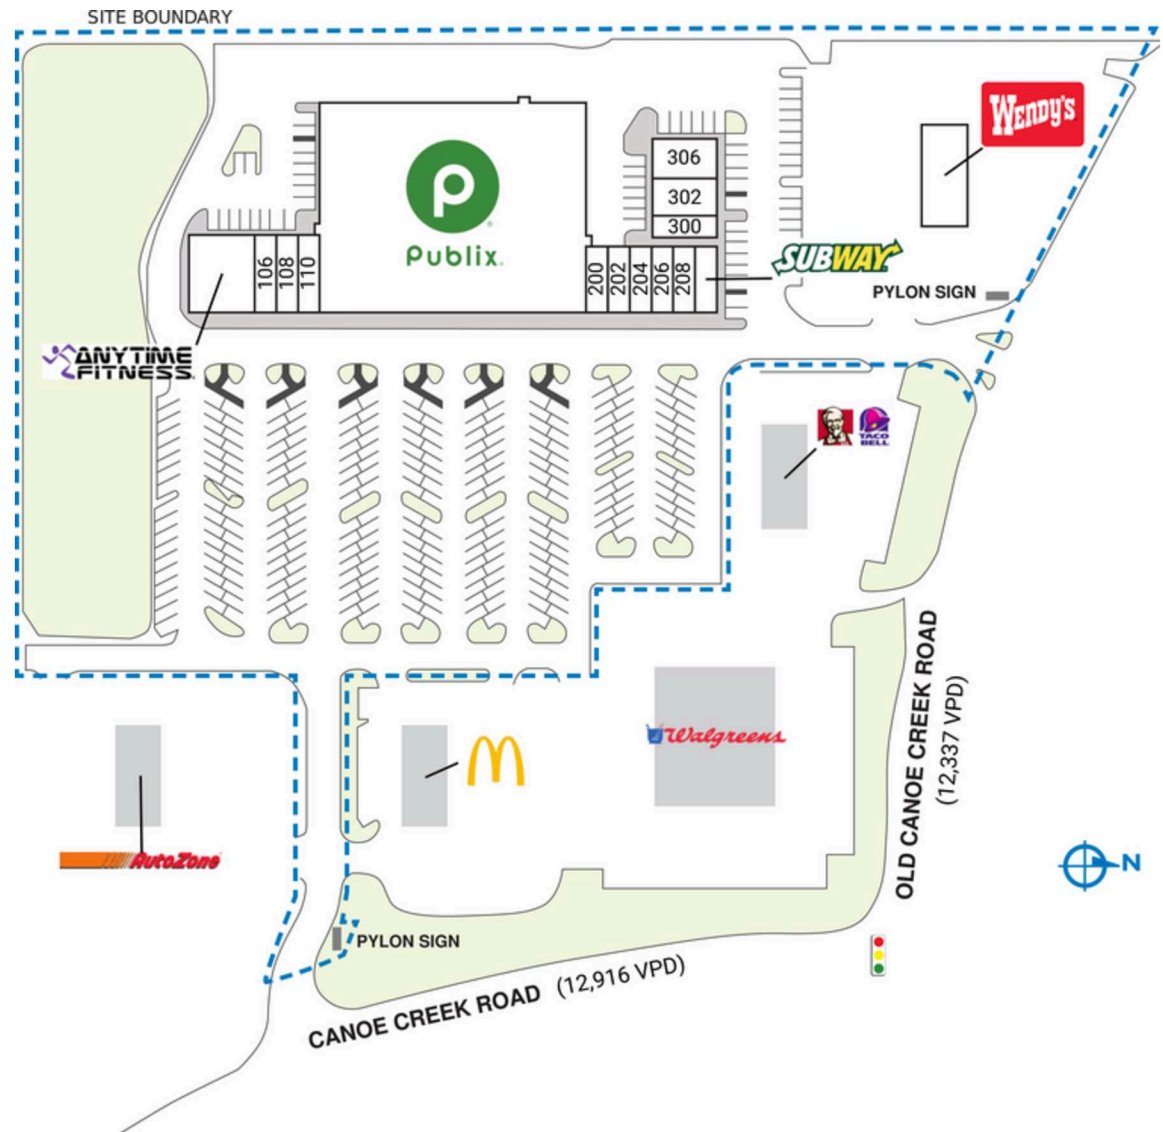 SITE BOUNDARY
WENDY'S
306
302
300
Publix
106
108
110
200
202
204
206
208
SUBWAY
PYLON SIGN
ANYTIME
FITNESS
TACO
BELL
Walgreens
AutoZone
OLD CANOE CREEK ROAD
(12,337 VPD)
N
PYLON SIGN
CANOE CREEK ROAD (12,916 VPD)